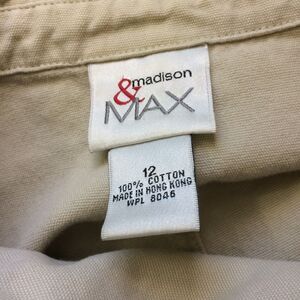 madison
& MAX
12
100% COTTON
MADE IN HONG KONG
WPL 8046